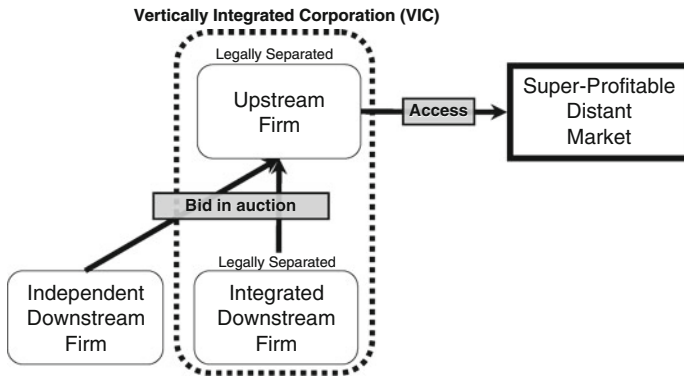 Vertically Integrated Corporation (VIC)
Legally Separated
Upstream
Firm
Access
Super-Profitable
Distant
Market
Bid in auction
Legally Separated
Independent
Downstream
Firm
Integrated
Downstream
Firm